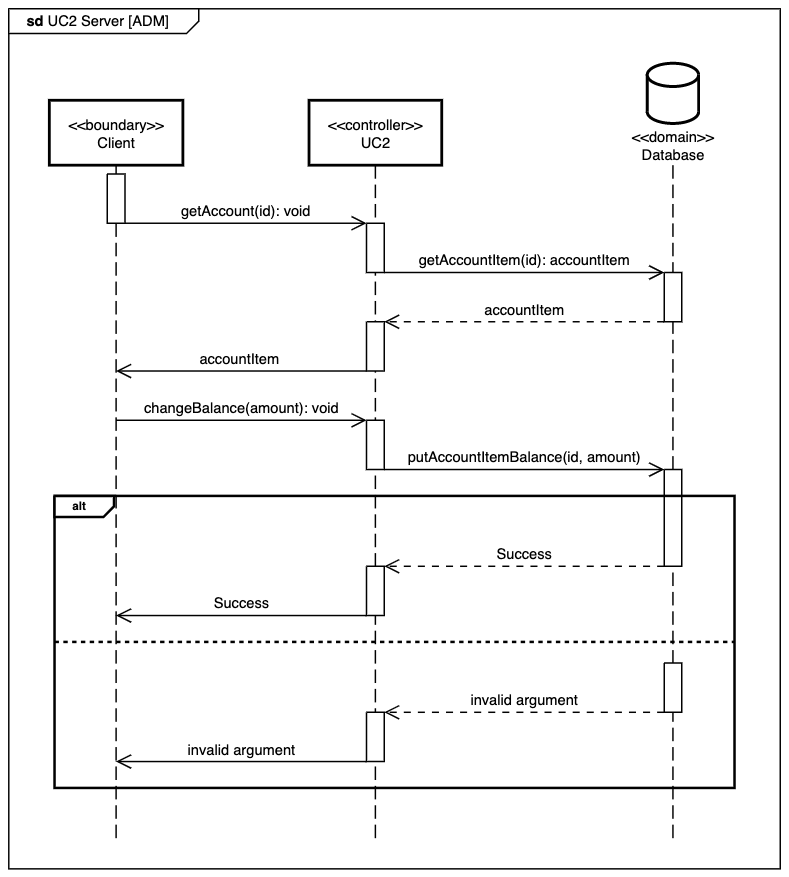 sd UC2 Server [ADM]
<<boundary>>
Client
<<controller>>
UC2
<<domain>>
Database
getAccount(id): void
getAccountItem(id): accountItem
accountItem
accountItem
changeBalance(amount): void
putAccountItemBalance(id, amount)
alt
Success
Success
invalid argument
invalid argument